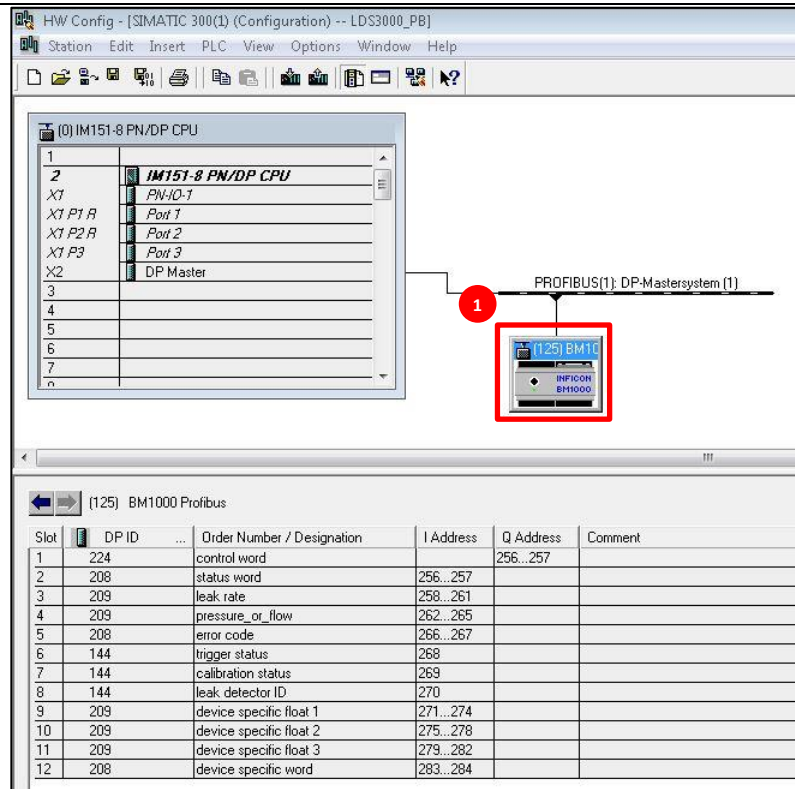 HW Config - [SIMATIC 300(1) (Configuration) -- LDS3000_PB]
Station Edit Insert PLC View Options Window Help
(0) IM151-8 PN/DP CPU
1
2 IM151-8 PN/DP CPU
X1 PN-IO-1
X1 P1 R Port 1
X1 P2 R Port 2
X1 P3 Port 3
X2 DP Master
3
4
5
6
7
PROFIBUS(1): DP-Mastersystem (1)
1
(125) BM10
INFICON
BM1000
(125) BM1000 Profibus
Slot DP ID ... Order Number / Designation I Address Q Address Comment
1 224 control word 256...257
2 208 status word 256...257
3 209 leak rate 258...261
4 209 pressure_or_flow 262...265
5 208 error code 266...267
6 144 trigger status 268
7 144 calibration status 269
8 144 leak detector ID 270
9 209 device specific float 1 271...274
10 209 device specific float 2 275...278
11 209 device specific float 3 279...282
12 208 device specific word 283...284